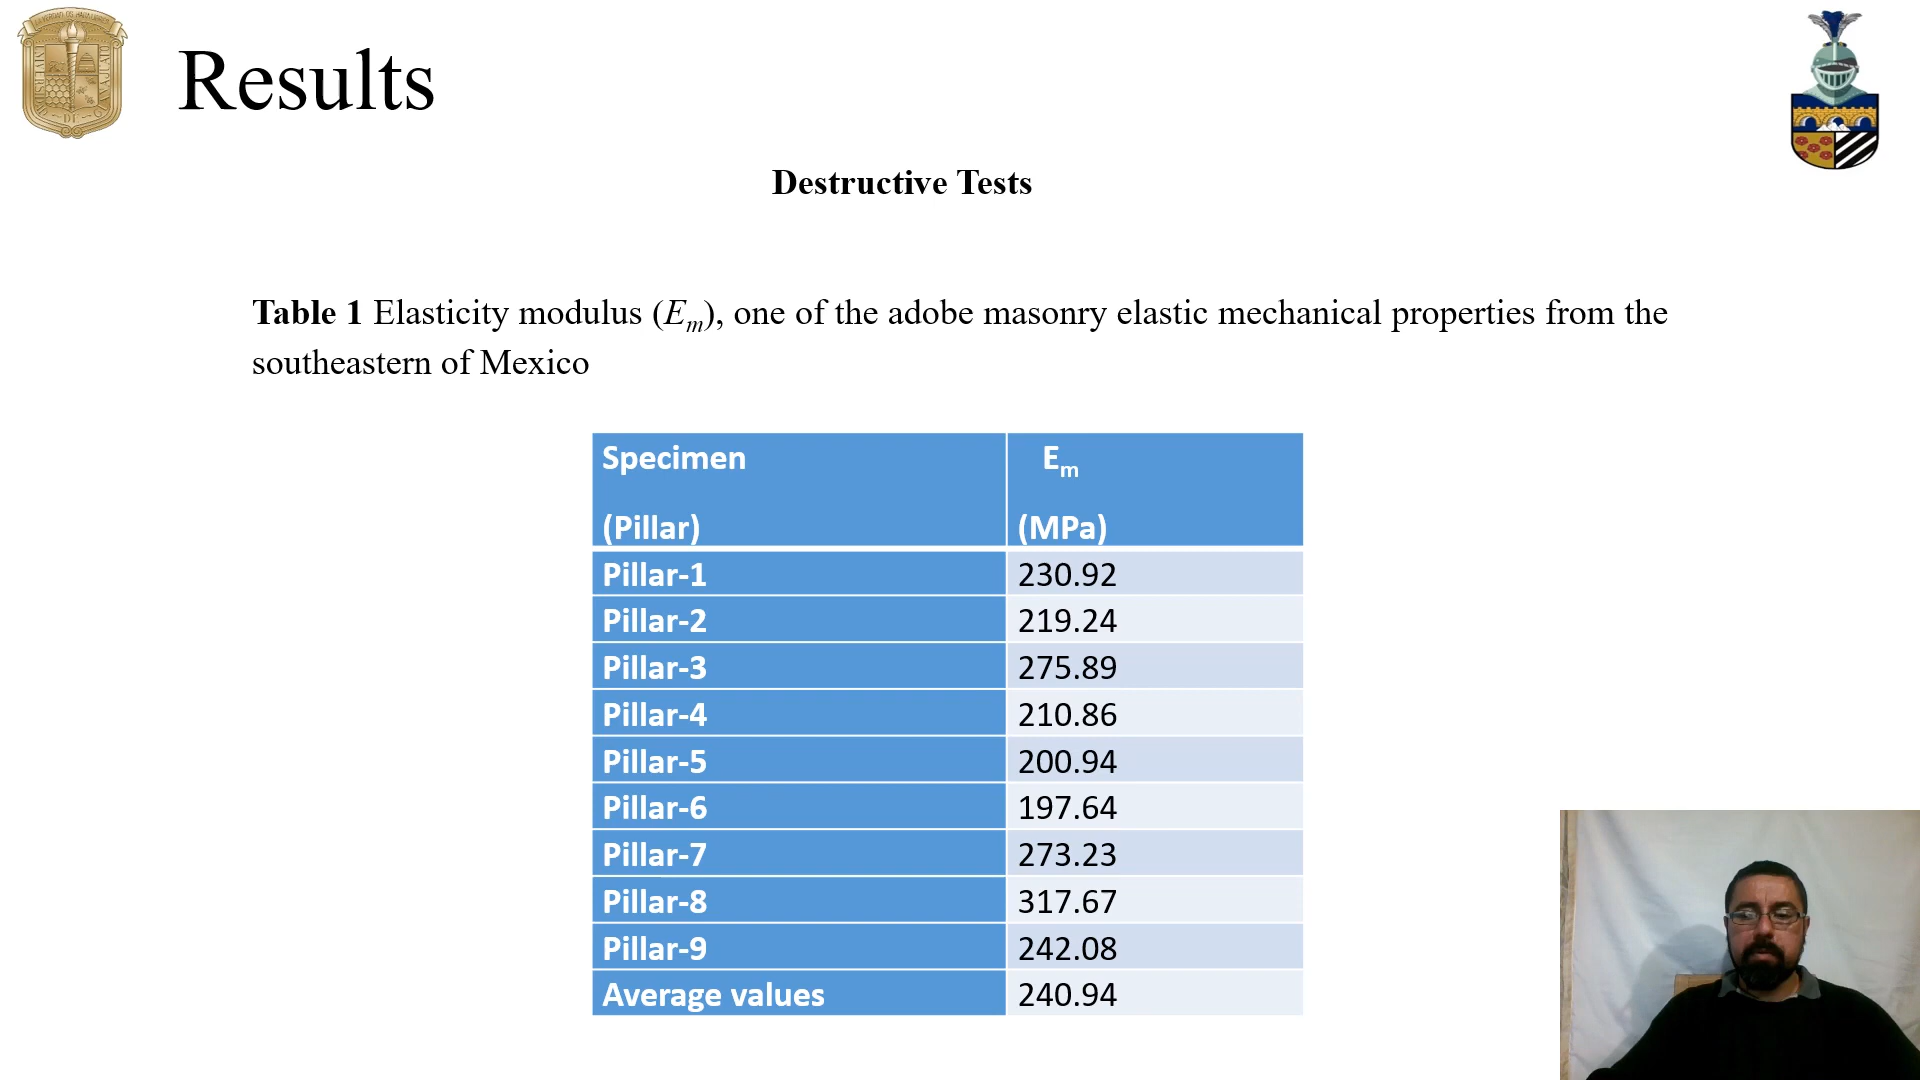 Results
Destructive Tests
Table 1 Elasticity modulus (Em), one of the adobe masonry elastic mechanical properties from the
southeastern of Mexico
Specimen
(Pillar)
Em
(MPa)
Pillar-1 230.92
Pillar-2 219.24
Pillar-3 275.89
Pillar-4 210.86
Pillar-5 200.94
Pillar-6 197.64
Pillar-7 273.23
Pillar-8 317.67
Pillar-9 242.08
Average values 240.94